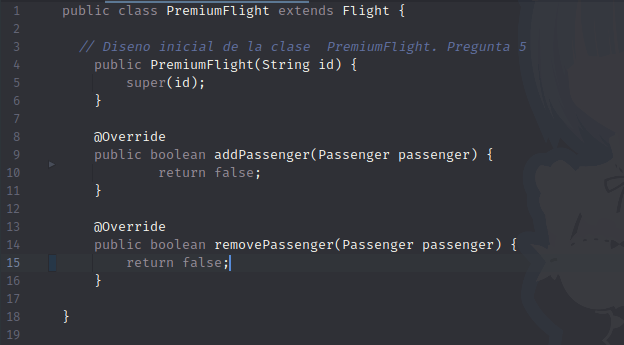 1 public class PremiumFlight extends Flight {
2
3 // Diseno inicial de la clase  PremiumFlight. Pregunta 5
4 public PremiumFlight(String id) {
5 super(id);
6 }
7
8 @Override
9 public boolean addPassenger(Passenger passenger) {
10 return false;
11 }
12
13 @Override
14 public boolean removePassenger(Passenger passenger) {
15 return false;
16 }
17
18 }
19